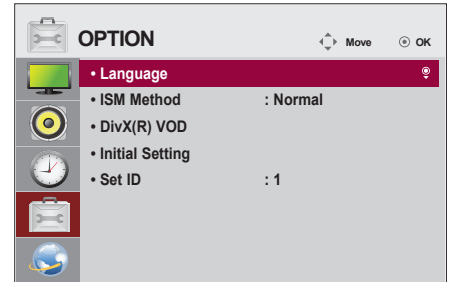 OPTION Move OK
• Language
• ISM Method : Normal
• DivX(R) VOD
• Initial Setting
• Set ID : 1